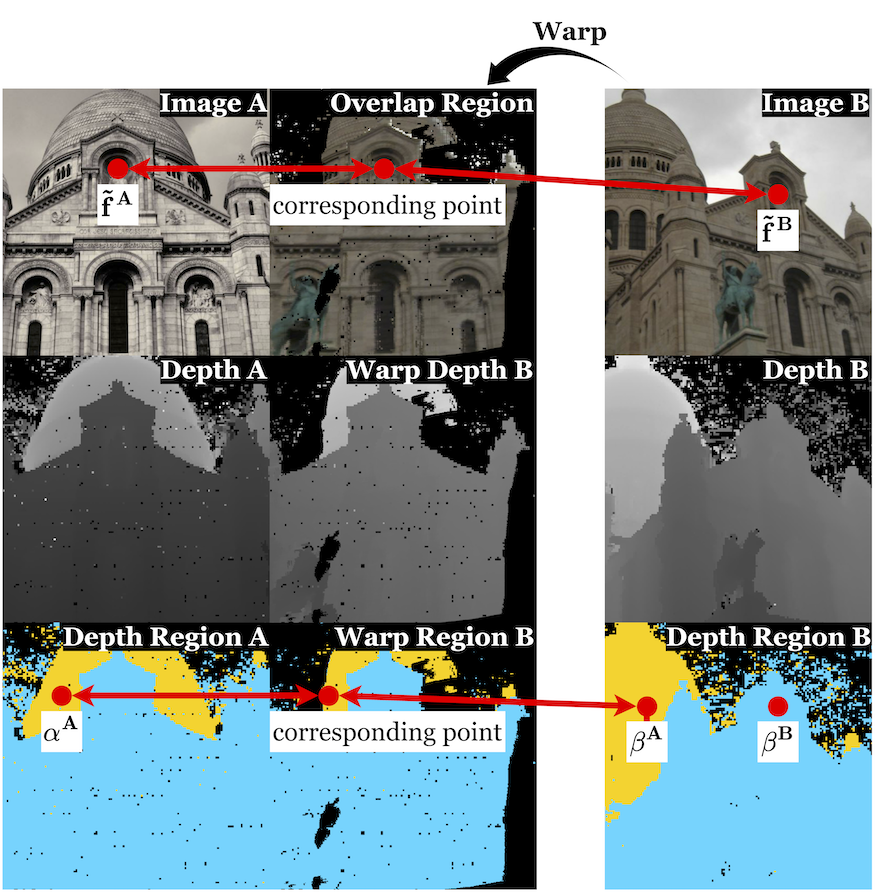 Warp
Image A
Overlap Region
Image B
f̃ᴬ
corresponding point
f̃ᴮ
Depth A
Warp Depth B
Depth B
Depth Region A
Warp Region B
Depth Region B
αᴬ
corresponding point
βᴬ
βᴮ